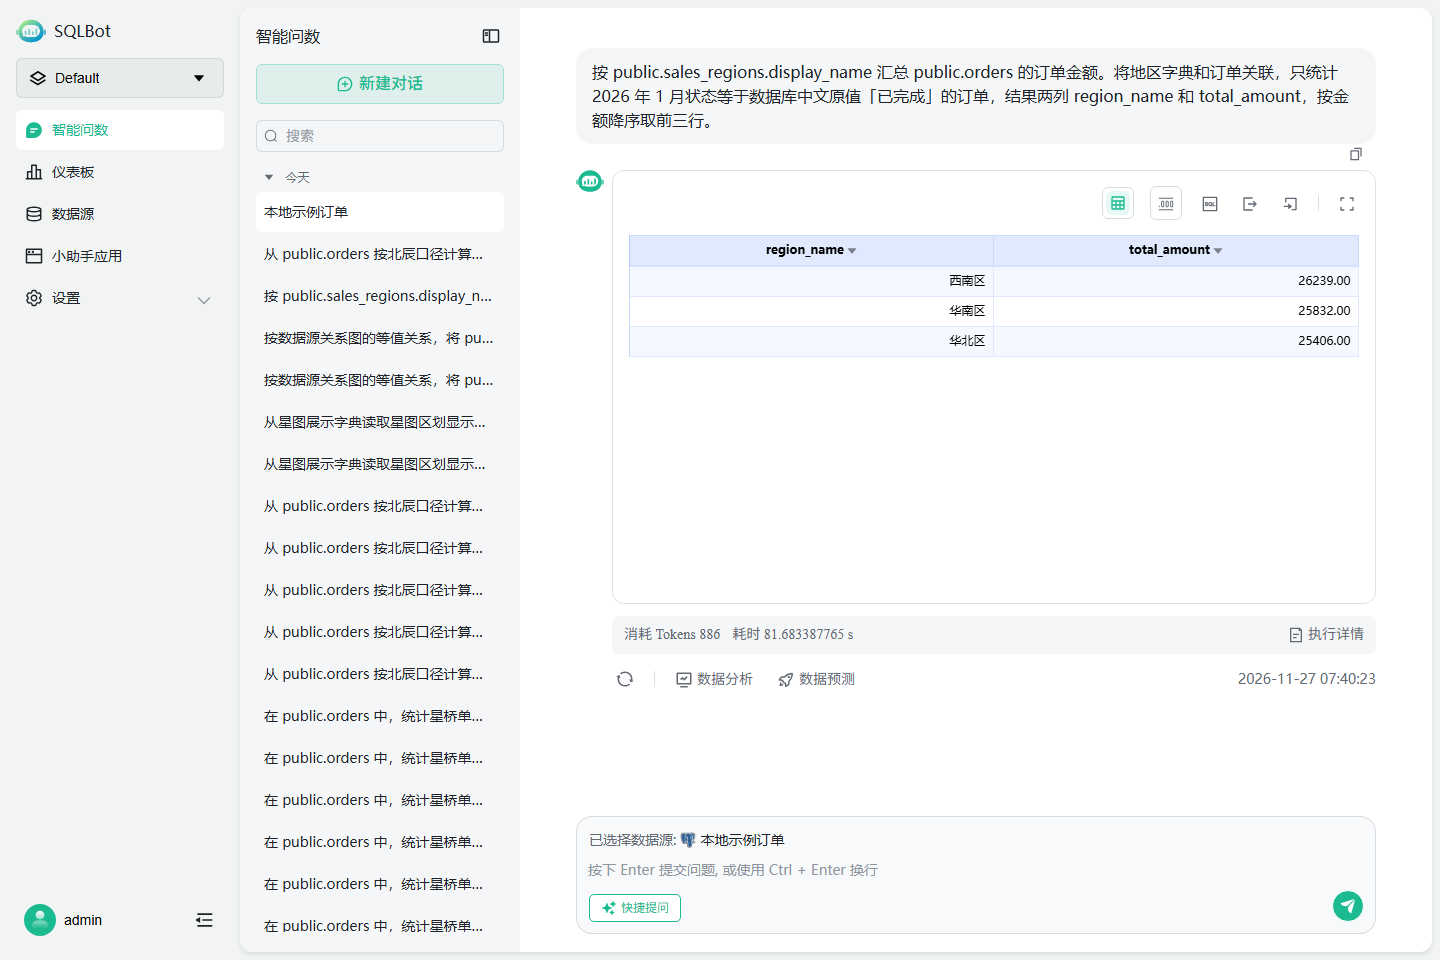 SQLBot
Default
智能问数
仪表板
数据源
小助手应用
设置
admin
智能问数
新建对话
搜索
今天
本地示例订单
从 public.orders 按北辰口径计算...
按 public.sales_regions.display_n...
按数据源关系图的等值关系，将 pu...
按数据源关系图的等值关系，将 pu...
从星图展示字典读取星图区划显示...
从星图展示字典读取星图区划显示...
从 public.orders 按北辰口径计算...
从 public.orders 按北辰口径计算...
从 public.orders 按北辰口径计算...
从 public.orders 按北辰口径计算...
从 public.orders 按北辰口径计算...
在 public.orders 中，统计星桥单...
在 public.orders 中，统计星桥单...
在 public.orders 中，统计星桥单...
在 public.orders 中，统计星桥单...
在 public.orders 中，统计星桥单...
在 public.orders 中，统计星桥单...
按 public.sales_regions.display_name 汇总 public.orders 的订单金额。将地区字典和订单关联，只统计
2026 年 1 月状态等于数据库中文原值「已完成」的订单，结果两列 region_name 和 total_amount，按金
额降序取前三行。
.000
SQL
region_name total_amount
西南区 26239.00
华南区 25832.00
华北区 25406.00
消耗 Tokens 886 耗时 81.683387765 s
执行详情
数据分析 数据预测 2026-11-27 07:40:23
已选择数据源: 本地示例订单
按下 Enter 提交问题, 或使用 Ctrl + Enter 换行
快捷提问